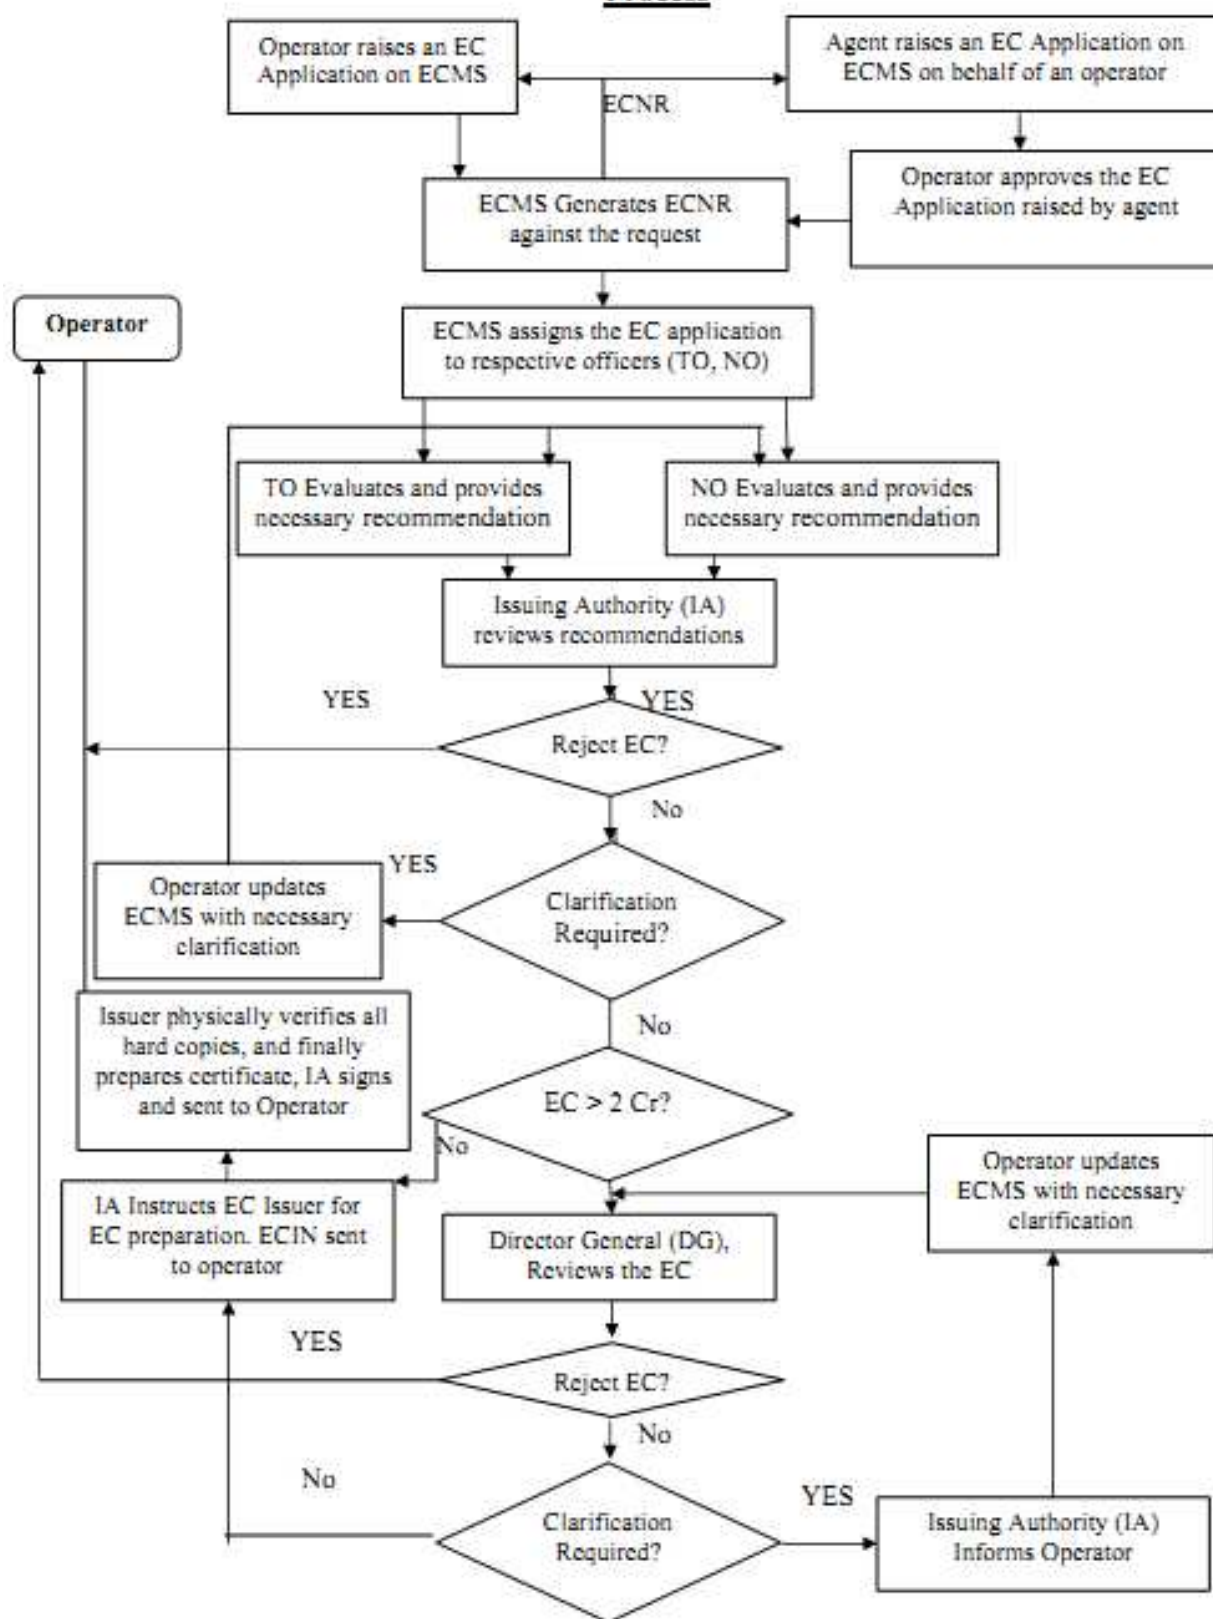 Operator raises an EC
Application on ECMS
Agent raises an EC Application on
ECMS on behalf of an operator
ECNR
Operator approves the EC
Application raised by agent
ECMS Generates ECNR
against the request
Operator
ECMS assigns the EC application
to respective officers (TO, NO)
TO Evaluates and provides
necessary recommendation
NO Evaluates and provides
necessary recommendation
Issuing Authority (IA)
reviews recommendations
YES
YES
Reject EC?
No
YES
Operator updates
ECMS with necessary
clarification
Clarification
Required?
No
Issuer physically verifies all
hard copies, and finally
prepares certificate, IA signs
and sent to Operator
EC > 2 Cr?
No
Operator updates
ECMS with necessary
clarification
IA Instructs EC Issuer for
EC preparation. ECIN sent
to operator
Director General (DG),
Reviews the EC
YES
Reject EC?
No
No
YES
Clarification
Required?
Issuing Authority (IA)
Informs Operator